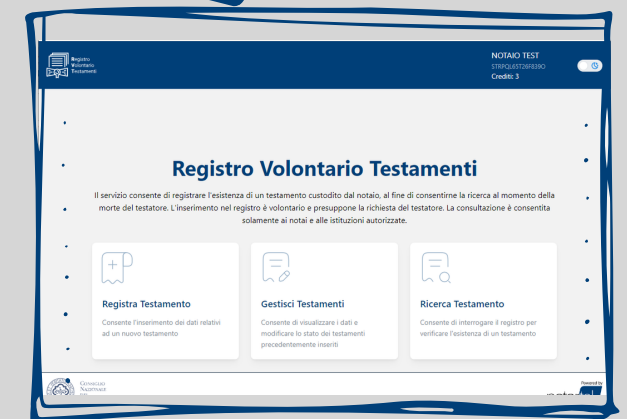 Registro
Volontario
Testamenti
NOTAIO TEST
STRPQL65T26F839O
Crediti: 3
Registro Volontario Testamenti
Il servizio consente di registrare l'esistenza di un testamento custodito dal notaio, al fine di consentirne la ricerca al momento della
morte del testatore. L'inserimento nel registro è volontario e presuppone la richiesta del testatore. La consultazione è consentita
solamente ai notai e alle istituzioni autorizzate.
Registra Testamento
Consente l'inserimento dei dati relativi
ad un nuovo testamento
Gestisci Testamenti
Consente di visualizzare i dati e
modificare lo stato dei testamenti
precedentemente inseriti
Ricerca Testamento
Consente di interrogare il registro per
verificare l'esistenza di un testamento
Consiglio
Nazionale
Powered by